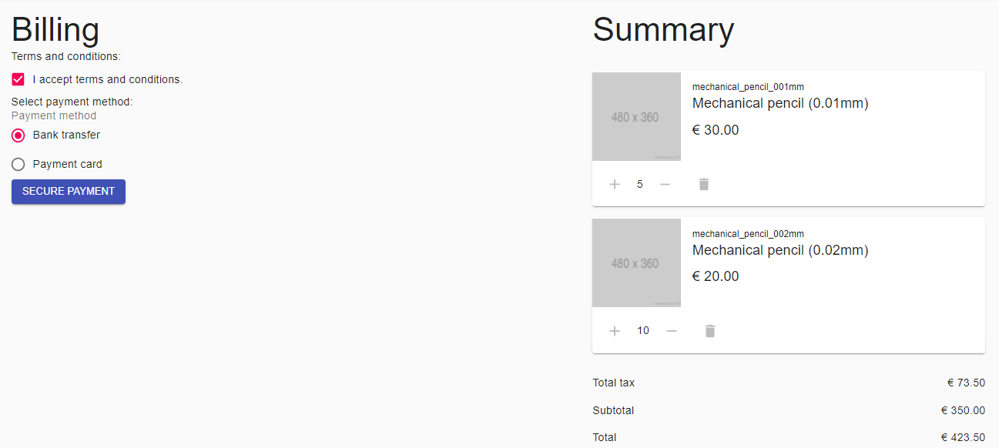 Billing
Terms and conditions:
I accept terms and conditions.
Select payment method:
Payment method
Bank transfer
Payment card
SECURE PAYMENT
Summary
480 x 360
mechanical_pencil_001mm
Mechanical pencil (0.01mm)
€ 30.00
5
480 x 360
mechanical_pencil_002mm
Mechanical pencil (0.02mm)
€ 20.00
10
Total tax € 73.50
Subtotal € 350.00
Total € 423.50